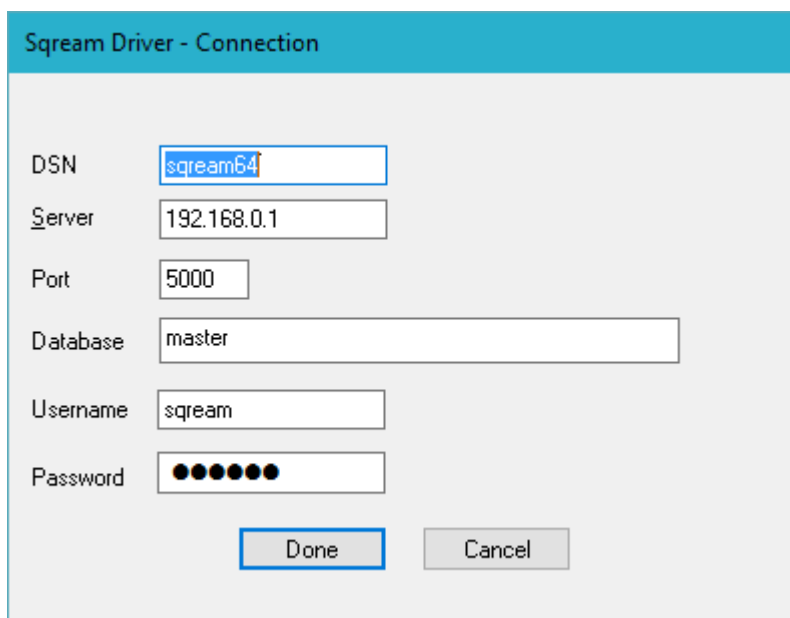 Sqream Driver - Connection
DSN sqream64
Server 192.168.0.1
Port 5000
Database master
Username sqream
Password ●●●●●●
Done Cancel